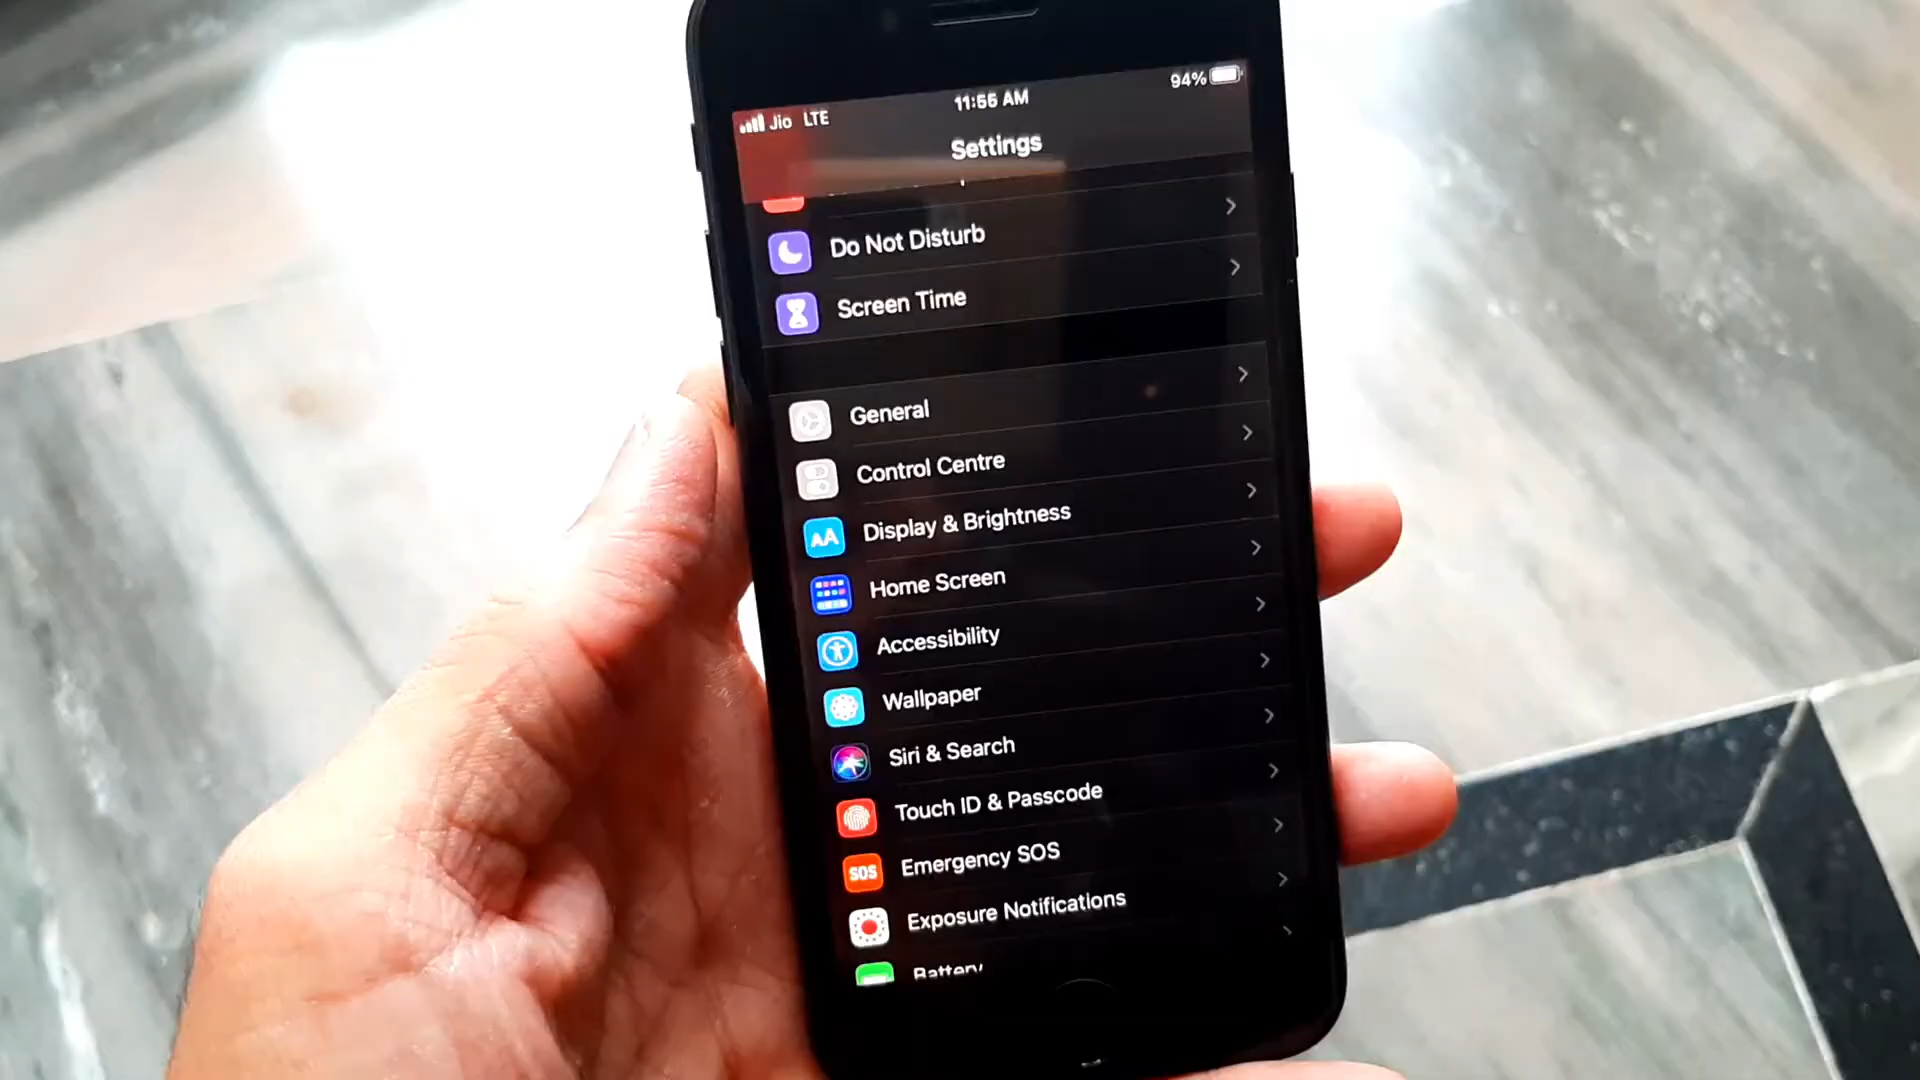 Jio LTE
11:56 AM
94%
Settings
Do Not Disturb
Screen Time
General
Control Centre
AA
Display & Brightness
Home Screen
Accessibility
Wallpaper
Siri & Search
Touch ID & Passcode
SOS
Emergency SOS
Exposure Notifications
Battery